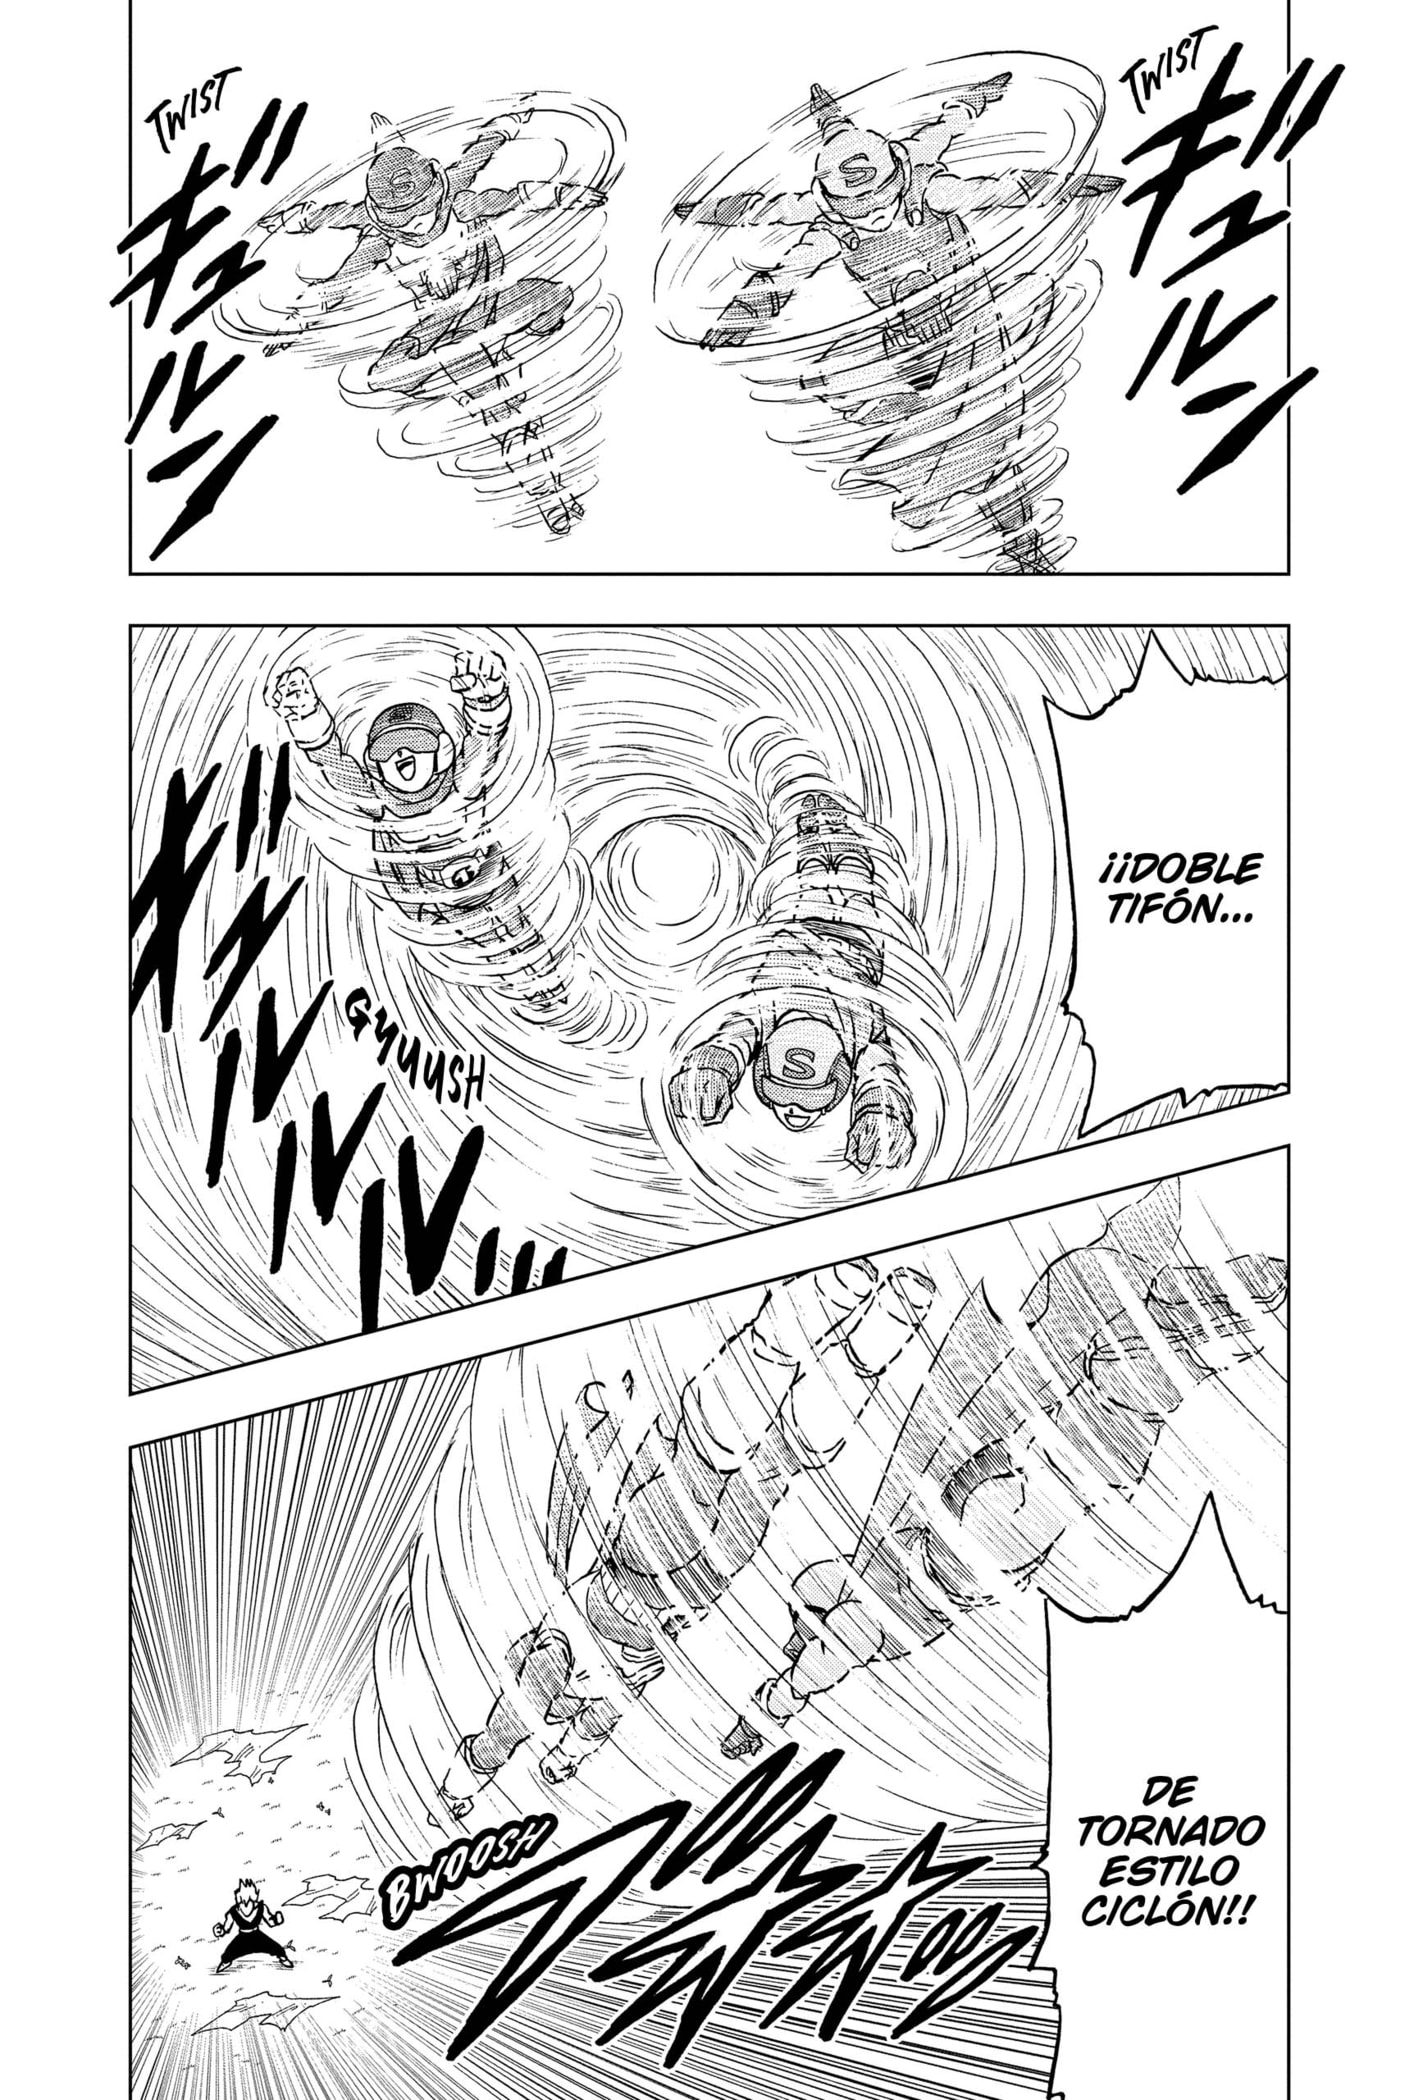 TWIST
ギュルン
TWIST
ギュルン
S
S
¡¡DOBLE
TIFÓN...
ギュルルルル...
GYUUUSH
S
DE
TORNADO
ESTILO
CICLÓN!!
BWOOSH